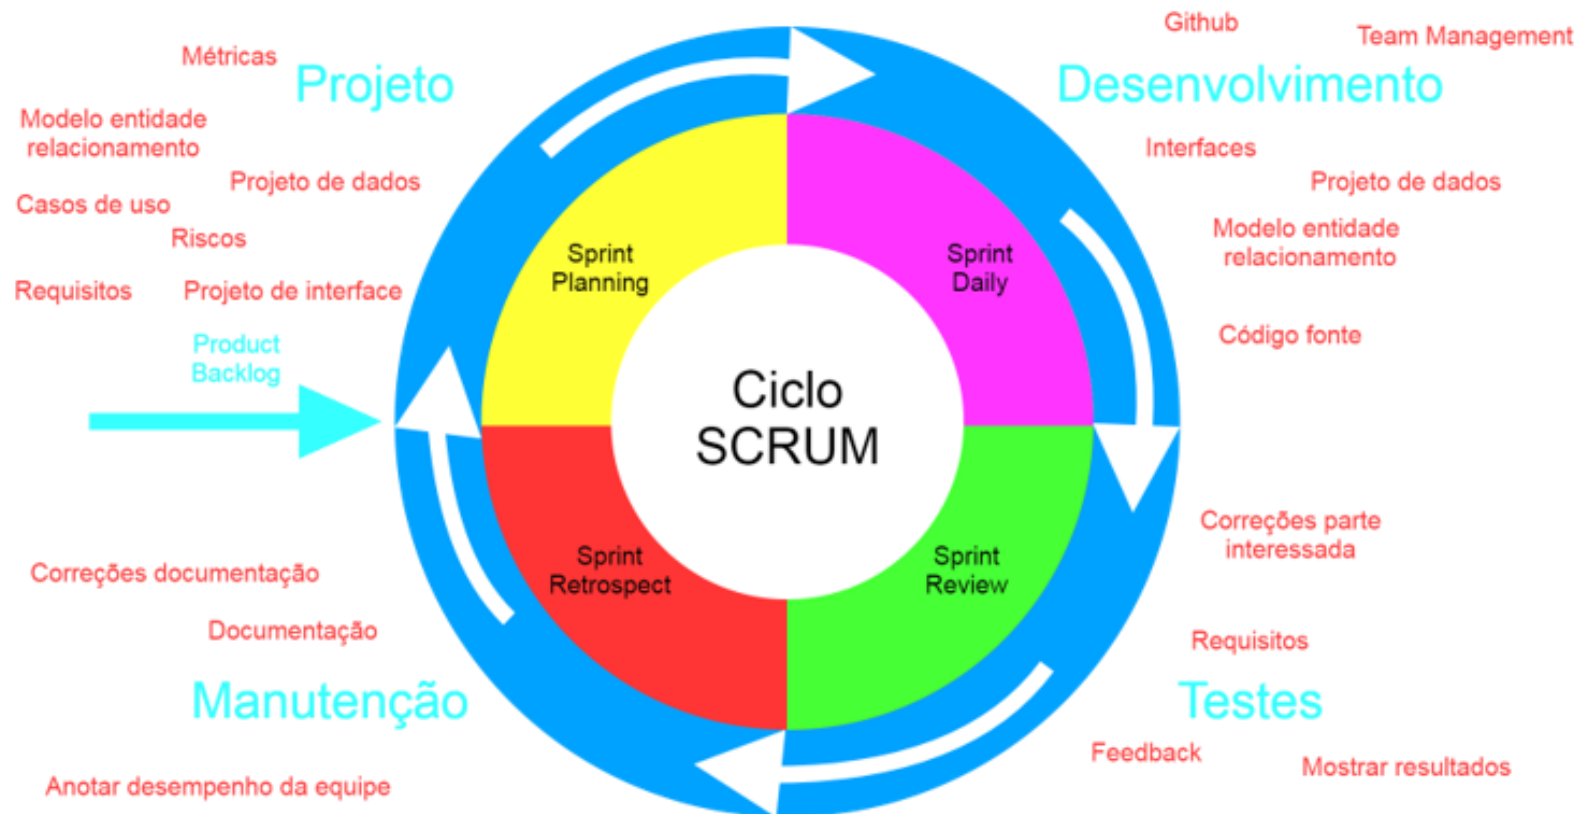 Métricas
Projeto
Modelo entidade
relacionamento
Projeto de dados
Casos de uso
Riscos
Requisitos
Projeto de interface
Product
Backlog
Github
Team Management
Desenvolvimento
Interfaces
Projeto de dados
Modelo entidade
relacionamento
Código fonte
Sprint
Planning
Sprint
Daily
Ciclo
SCRUM
Sprint
Retrospect
Sprint
Review
Correções documentação
Documentação
Manutenção
Anotar desempenho da equipe
Correções parte
interessada
Requisitos
Testes
Feedback
Mostrar resultados